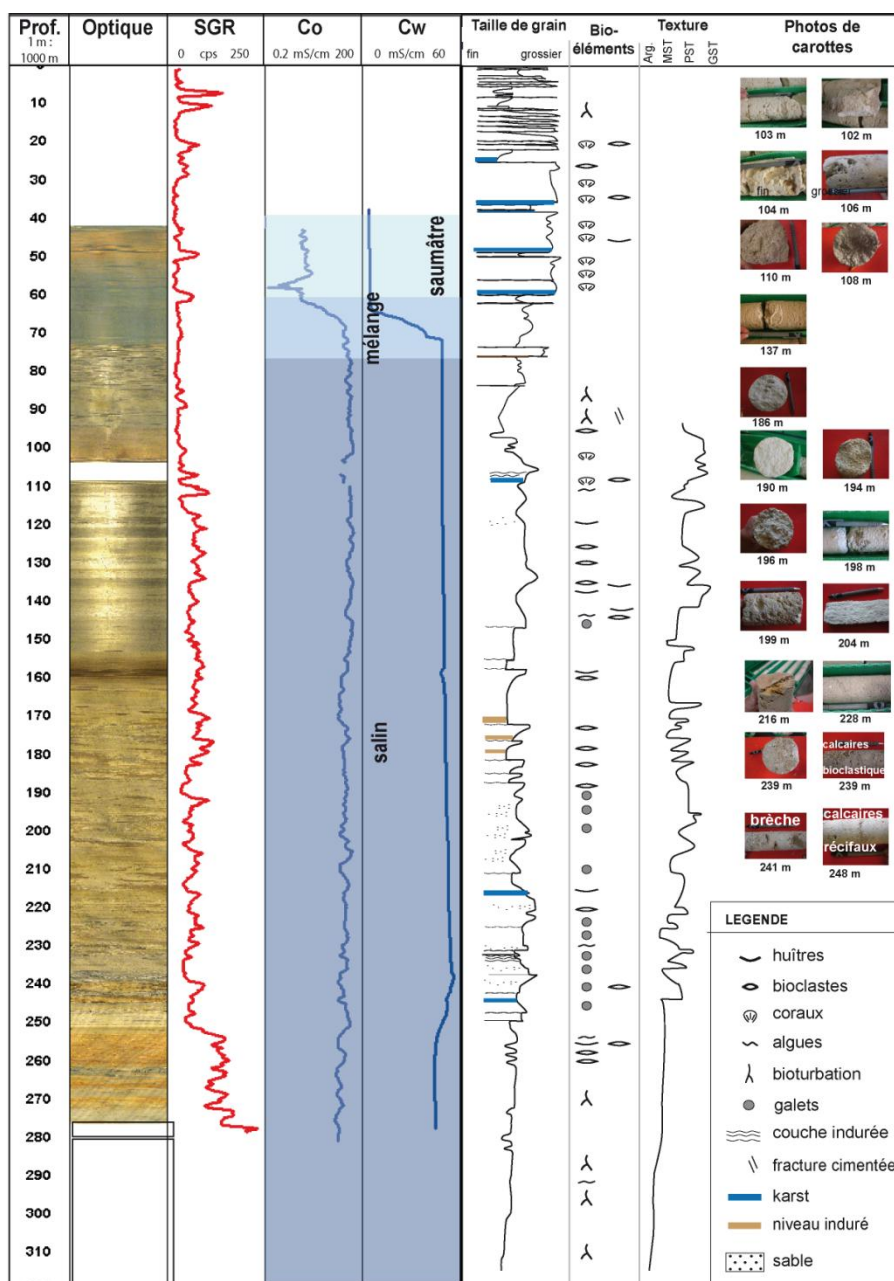 Prof.
1 m :
1000 m
Optique
SGR
0 cps 250
Co
0.2 mS/cm 200
Cw
0 mS/cm 60
Taille de grain
fin grossier
Bio-
éléments
Texture
Arg.
MST
PST
GST
Photos de
carottes
0
10
20
30
40
50
60
70
80
90
100
110
120
130
140
150
160
170
180
190
200
210
220
230
240
250
260
270
280
290
300
310
saumâtre
mélange
salin
103 m 102 m
fin grossier
104 m 106 m
110 m 108 m
137 m
186 m
190 m 194 m
196 m 198 m
199 m 204 m
216 m 228 m
calcaires
bioclastique
239 m 239 m
brèche calcaires
récifaux
241 m 248 m
LEGENDE
huîtres
bioclastes
coraux
algues
bioturbation
galets
couche indurée
fracture cimentée
karst
niveau induré
sable